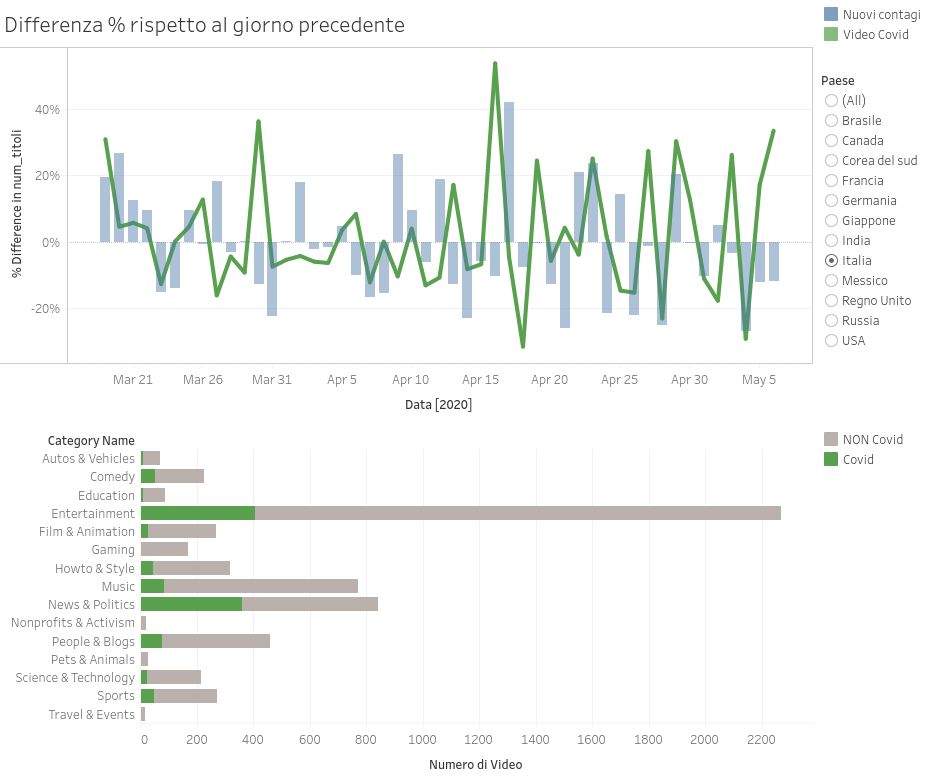 Differenza % rispetto al giorno precedente
Nuovi contagi
Video Covid
% Difference in num_titoli
40%
20%
0%
-20%
Mar 21 Mar 26 Mar 31 Apr 5 Apr 10 Apr 15 Apr 20 Apr 25 Apr 30 May 5
Data [2020]
Paese
(All)
Brasile
Canada
Corea del sud
Francia
Germania
Giappone
India
Italia
Messico
Regno Unito
Russia
USA
Category Name
Autos & Vehicles
Comedy
Education
Entertainment
Film & Animation
Gaming
Howto & Style
Music
News & Politics
Nonprofits & Activism
People & Blogs
Pets & Animals
Science & Technology
Sports
Travel & Events
0 200 400 600 800 1000 1200 1400 1600 1800 2000 2200
Numero di Video
NON Covid
Covid